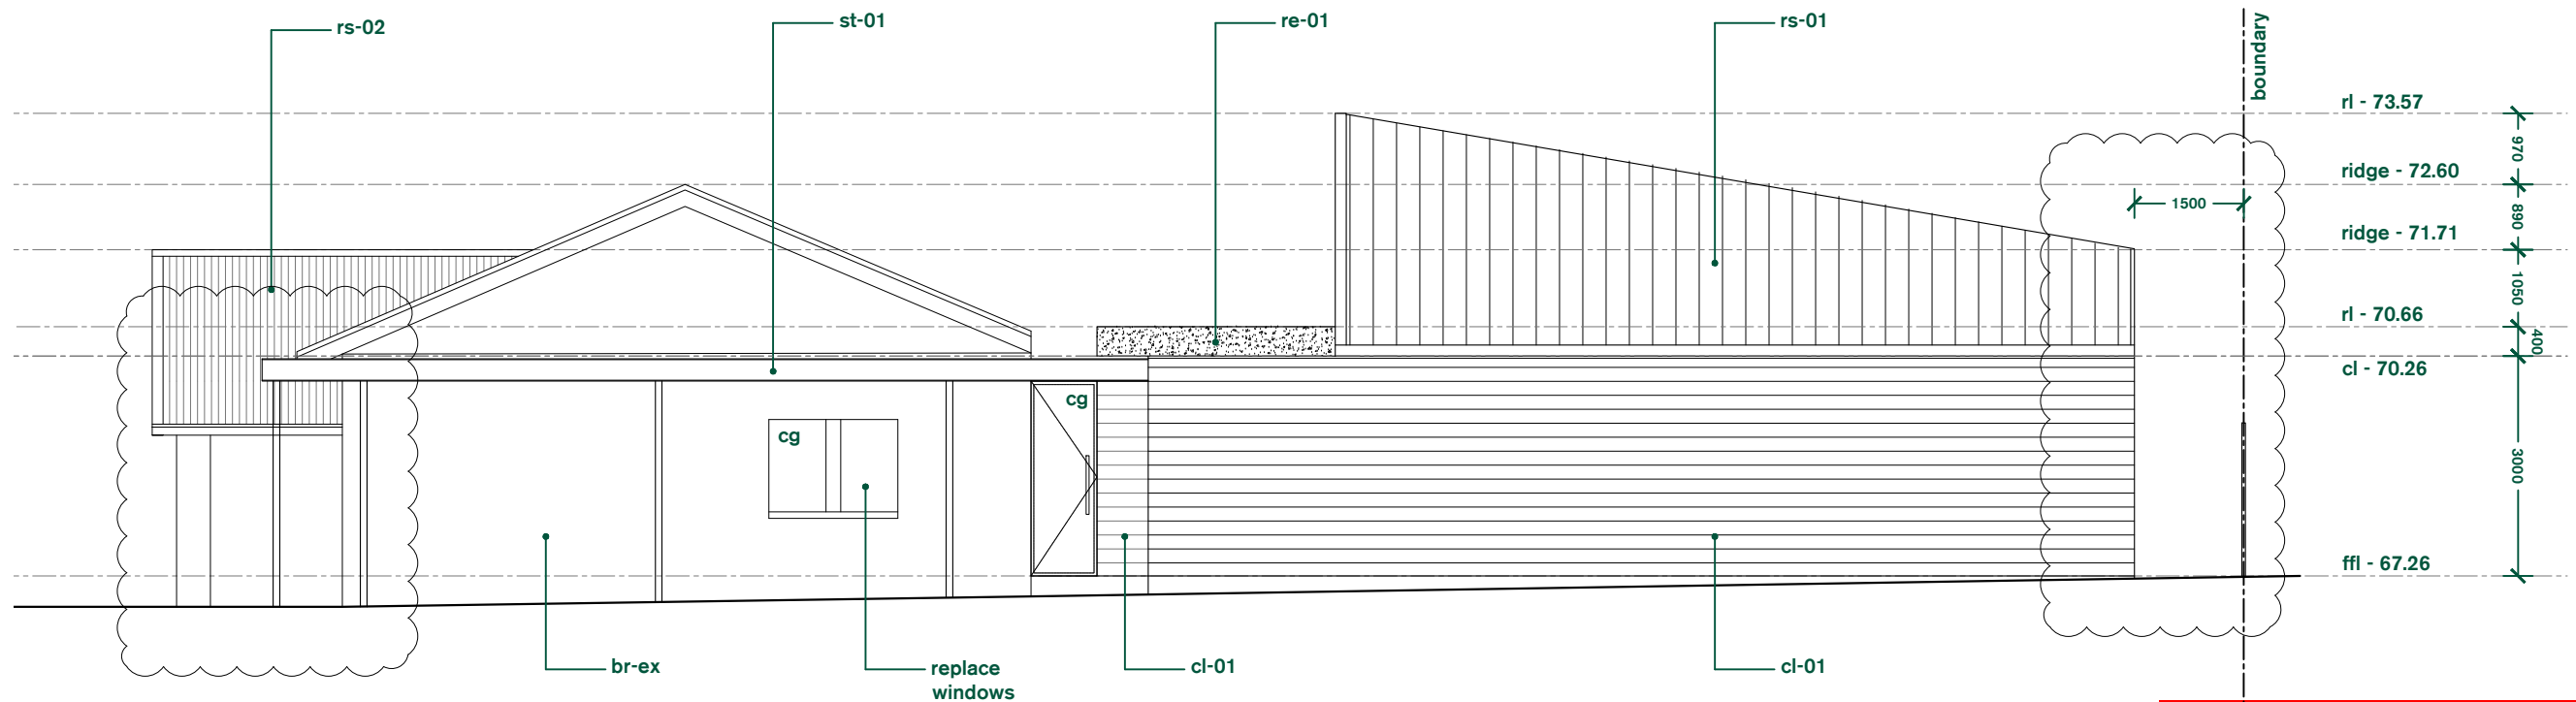 rs-02
st-01
re-01
rs-01
boundary
rl - 73.57
970
ridge - 72.60
890
1500
ridge - 71.71
1050
rl - 70.66
400
cl - 70.26
cg
cg
3000
ffl - 67.26
br-ex
replace
windows
cl-01
cl-01